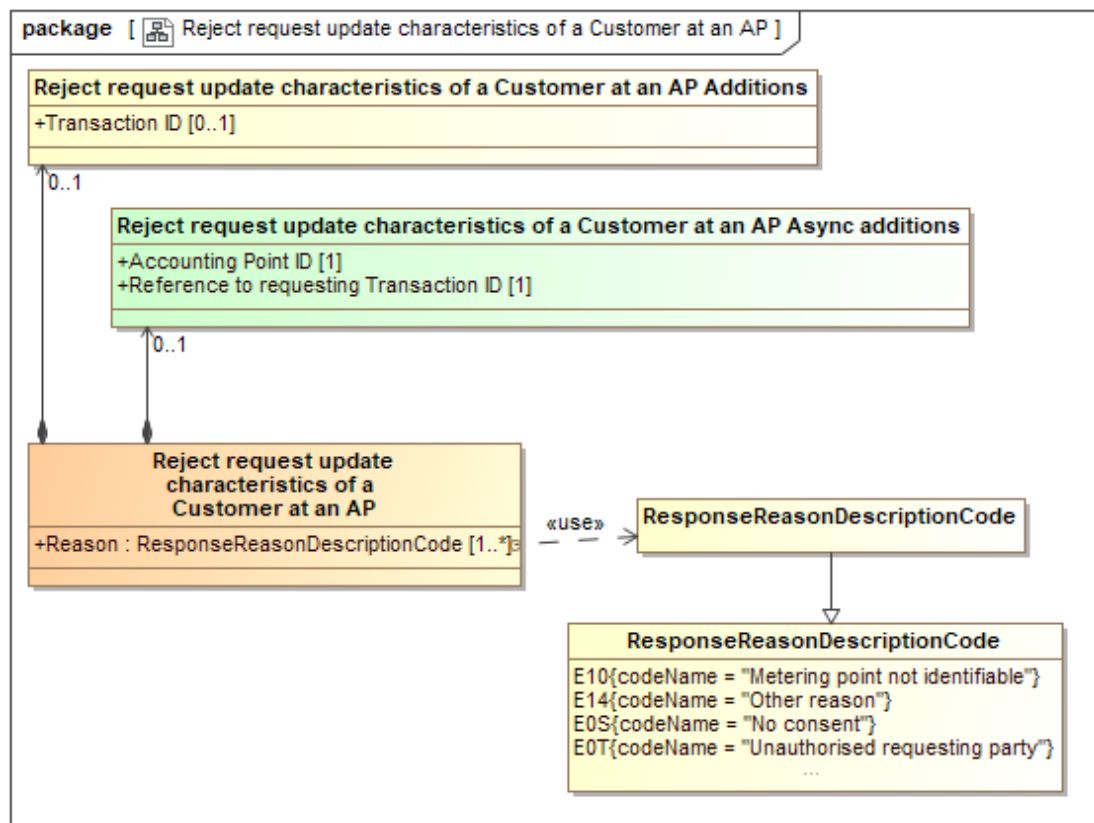 package [ Reject request update characteristics of a Customer at an AP ]
Reject request update characteristics of a Customer at an AP Additions
+Transaction ID [0..1]
0..1
Reject request update characteristics of a Customer at an AP Async additions
+Accounting Point ID [1]
+Reference to requesting Transaction ID [1]
0..1
Reject request update
characteristics of a
Customer at an AP
+Reason : ResponseReasonDescriptionCode [1..*]
«use»
ResponseReasonDescriptionCode
ResponseReasonDescriptionCode
E10{codeName = "Metering point not identifiable"}
E14{codeName = "Other reason"}
E0S{codeName = "No consent"}
E0T{codeName = "Unauthorised requesting party"}
...